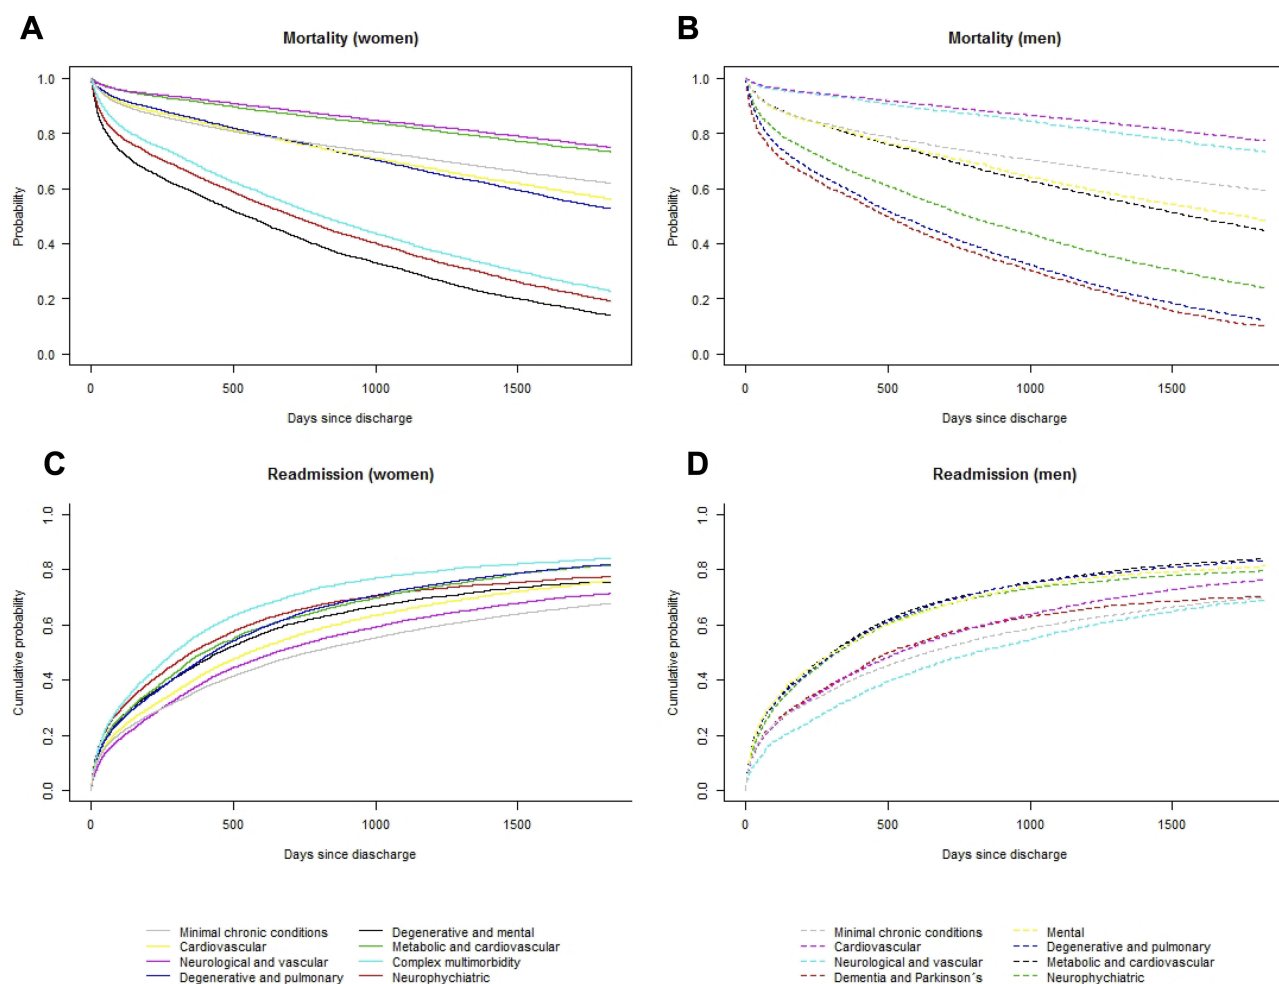 A
Mortality (women)
1.0
0.8
0.6
0.4
0.2
0.0
Probability
0 500 1000 1500
Days since discharge
B
Mortality (men)
1.0
0.8
0.6
0.4
0.2
0.0
Probability
0 500 1000 1500
Days since discharge
C
Readmission (women)
1.0
0.8
0.6
0.4
0.2
0.0
Cumulative probability
0 500 1000 1500
Days since diascharge
D
Readmission (men)
1.0
0.8
0.6
0.4
0.2
0.0
Cumulative probability
0 500 1000 1500
Days since discharge
Minimal chronic conditions
Cardiovascular
Neurological and vascular
Degenerative and pulmonary
Degenerative and mental
Metabolic and cardiovascular
Complex multimorbidity
Neurophychiatric
Minimal chronic conditions
Cardiovascular
Neurological and vascular
Dementia and Parkinson´s
Mental
Degenerative and pulmonary
Metabolic and cardiovascular
Neurophychiatric